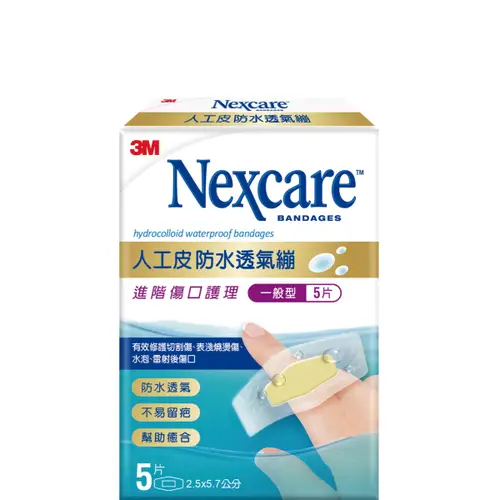 3M
Nexcare
BANDAGES
人工皮防水透氣繃
3M
Nexcare™
BANDAGES
hydrocolloid waterproof bandages
人工皮防水透氣繃
進階傷口護理 一般型 5片
有效修護切割傷、表淺燒燙傷、
水泡、雷射後傷口
防水透氣
不易留疤
幫助癒合
5片 2.5x5.7公分